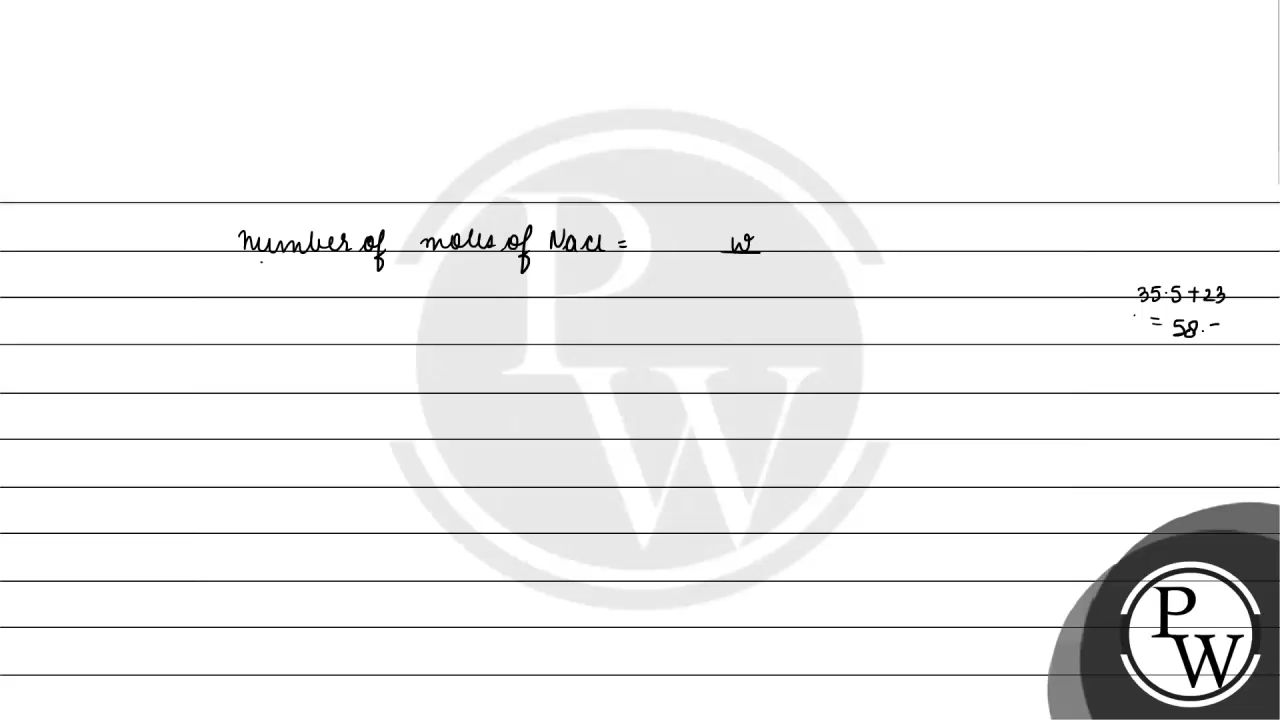 Number of moles of NaCl = w
35.5+23
= 58.-
P
W
P
W